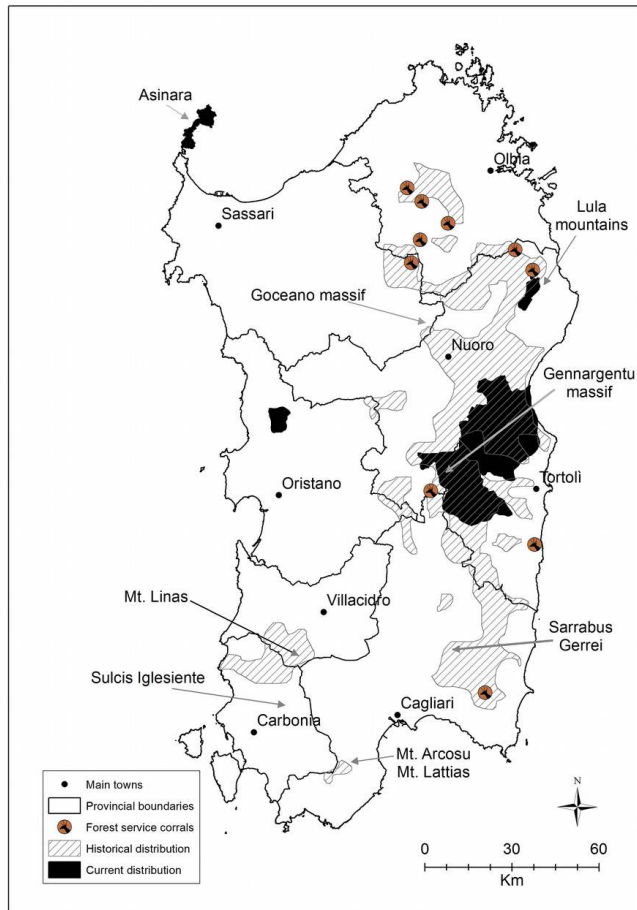 Asinara
Olbia
Sassari
Lula
mountains
Goceano massif
Nuoro
Gennargentu
massif
Oristano
Tortolì
Villacidro
Mt. Linas
Sarrabus
Gerrei
Sulcis Iglesiente
Cagliari
Carbonia
Mt. Arcosu
Mt. Lattias
Main towns
Provincial boundaries
Forest service corrals
Historical distribution
Current distribution
N
0 30 60
Km